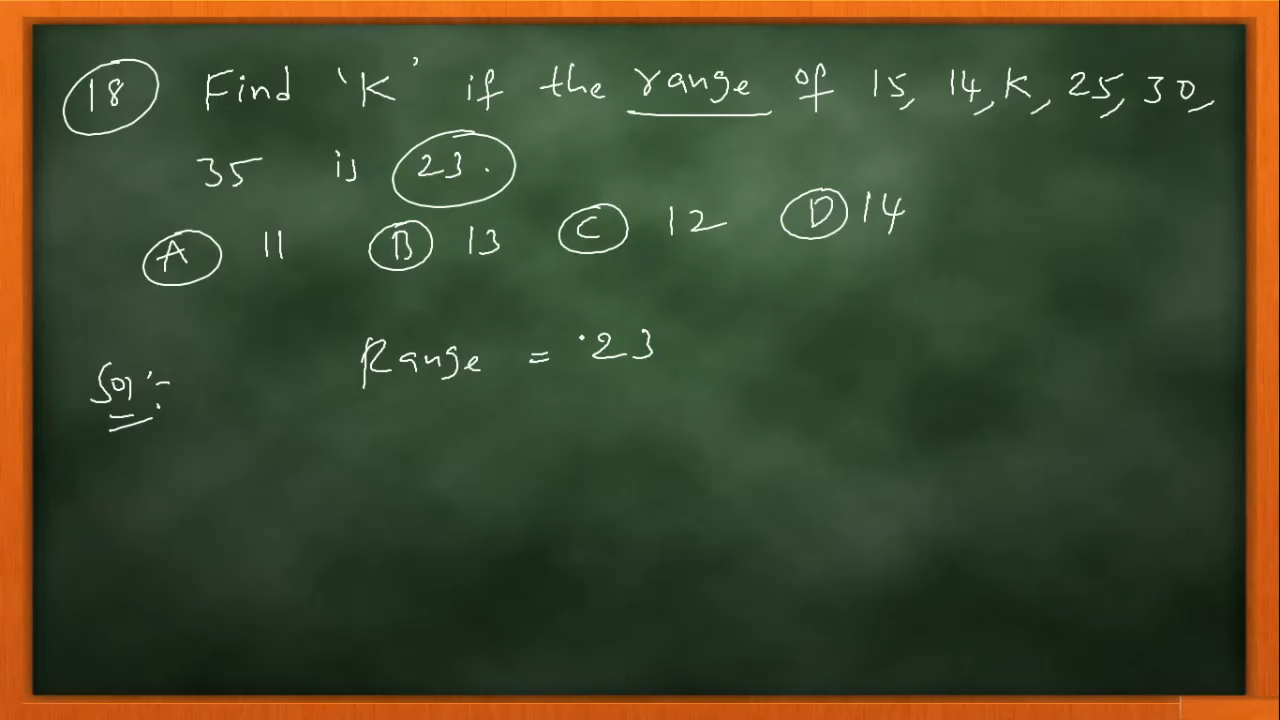 18 Find 'K' if the range of 15, 14, K, 25, 30,
35 is 23.
A 11 B 13 C 12 D 14
Sol:- Range = 23